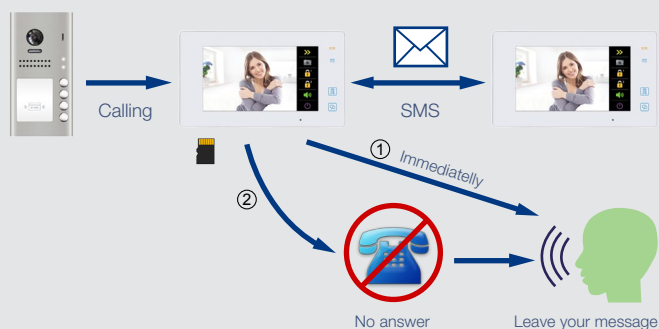 Calling
SMS
① Immediatelly
②
No answer
Leave your message